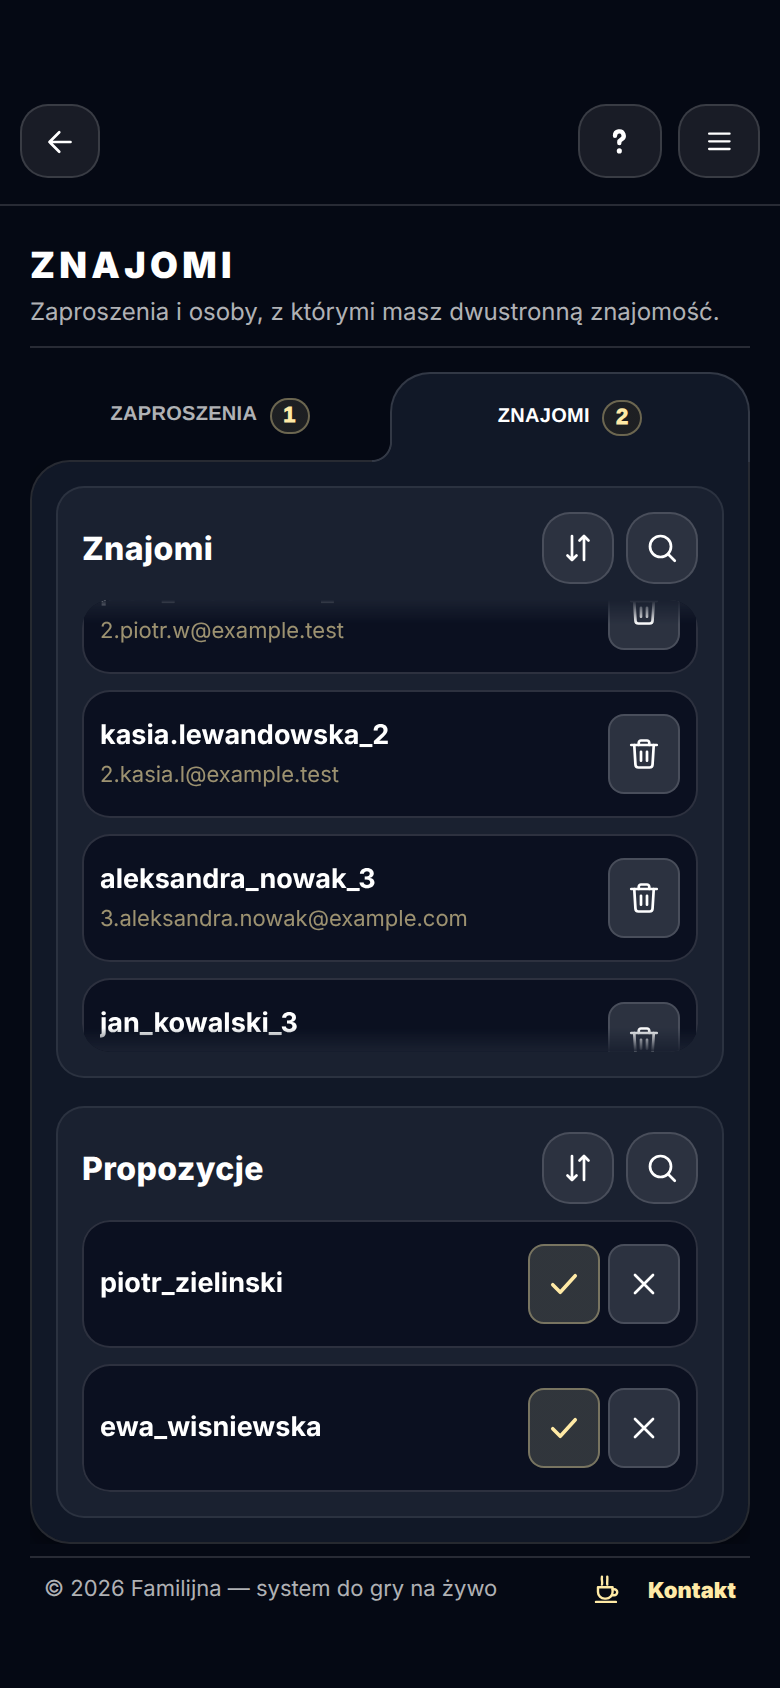 ?
ZNAJOMI
Zaproszenia i osoby, z którymi masz dwustronną znajomość.
ZAPROSZENIA 1
ZNAJOMI 2
Znajomi
2.piotr.w@example.test
kasia.lewandowska_2
2.kasia.l@example.test
aleksandra_nowak_3
3.aleksandra.nowak@example.com
jan_kowalski_3
Propozycje
piotr_zielinski
ewa_wisniewska
© 2026 Familijna — system do gry na żywo
Kontakt